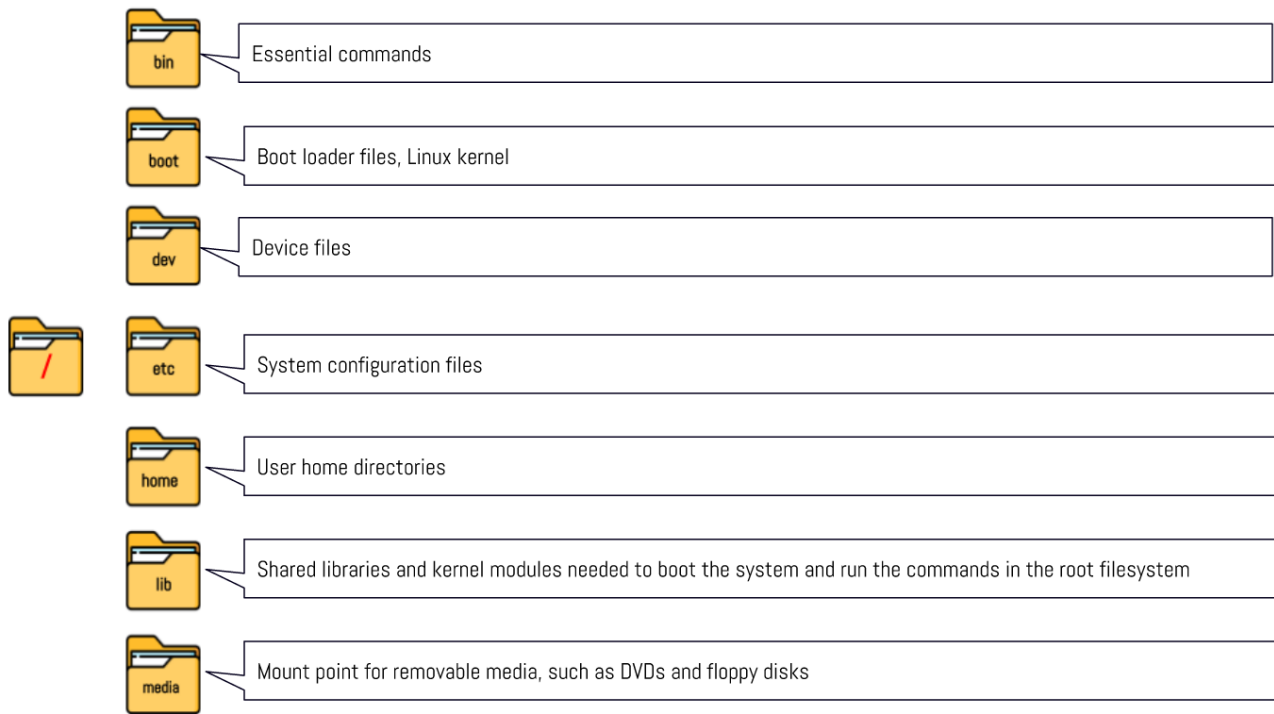 bin
Essential commands
boot
Boot loader files, Linux kernel
dev
Device files
/
etc
System configuration files
home
User home directories
lib
Shared libraries and kernel modules needed to boot the system and run the commands in the root filesystem
media
Mount point for removable media, such as DVDs and floppy disks